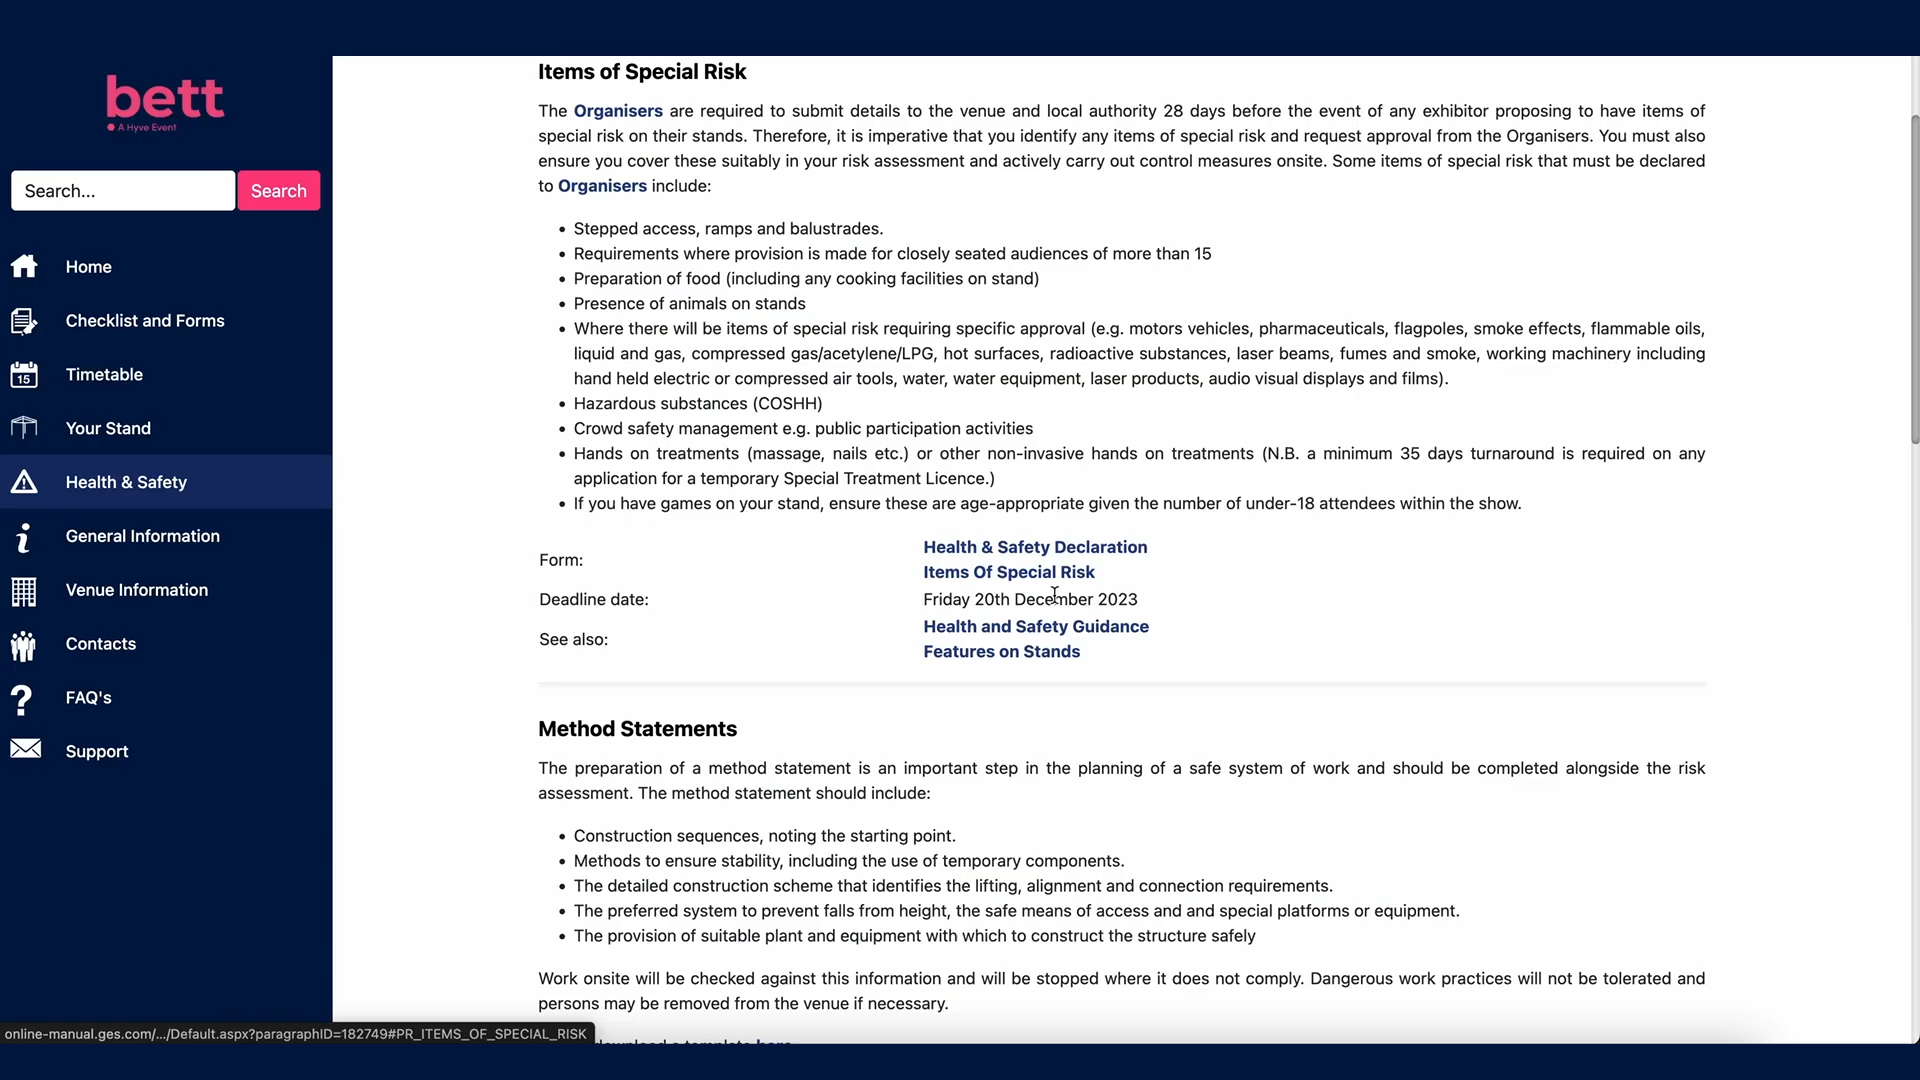 bett
A Hyve Event
Search...
Search
Home
Checklist and Forms
15
Timetable
Your Stand
Health & Safety
General Information
Venue Information
Contacts
FAQ's
Support
Items of Special Risk
The Organisers are required to submit details to the venue and local authority 28 days before the event of any exhibitor proposing to have items of
special risk on their stands. Therefore, it is imperative that you identify any items of special risk and request approval from the Organisers. You must also
ensure you cover these suitably in your risk assessment and actively carry out control measures onsite. Some items of special risk that must be declared
to Organisers include:
• Stepped access, ramps and balustrades.
• Requirements where provision is made for closely seated audiences of more than 15
• Preparation of food (including any cooking facilities on stand)
• Presence of animals on stands
• Where there will be items of special risk requiring specific approval (e.g. motors vehicles, pharmaceuticals, flagpoles, smoke effects, flammable oils,
liquid and gas, compressed gas/acetylene/LPG, hot surfaces, radioactive substances, laser beams, fumes and smoke, working machinery including
hand held electric or compressed air tools, water, water equipment, laser products, audio visual displays and films).
• Hazardous substances (COSHH)
• Crowd safety management e.g. public participation activities
• Hands on treatments (massage, nails etc.) or other non-invasive hands on treatments (N.B. a minimum 35 days turnaround is required on any
application for a temporary Special Treatment Licence.)
• If you have games on your stand, ensure these are age-appropriate given the number of under-18 attendees within the show.
Form:
Health & Safety Declaration
Items Of Special Risk
Deadline date:
Friday 20th December 2023
See also:
Health and Safety Guidance
Features on Stands
Method Statements
The preparation of a method statement is an important step in the planning of a safe system of work and should be completed alongside the risk
assessment. The method statement should include:
• Construction sequences, noting the starting point.
• Methods to ensure stability, including the use of temporary components.
• The detailed construction scheme that identifies the lifting, alignment and connection requirements.
• The preferred system to prevent falls from height, the safe means of access and and special platforms or equipment.
• The provision of suitable plant and equipment with which to construct the structure safely
Work onsite will be checked against this information and will be stopped where it does not comply. Dangerous work practices will not be tolerated and
persons may be removed from the venue if necessary.
online-manual.ges.com/.../Default.aspx?paragraphID=182749#PR_ITEMS_OF_SPECIAL_RISK